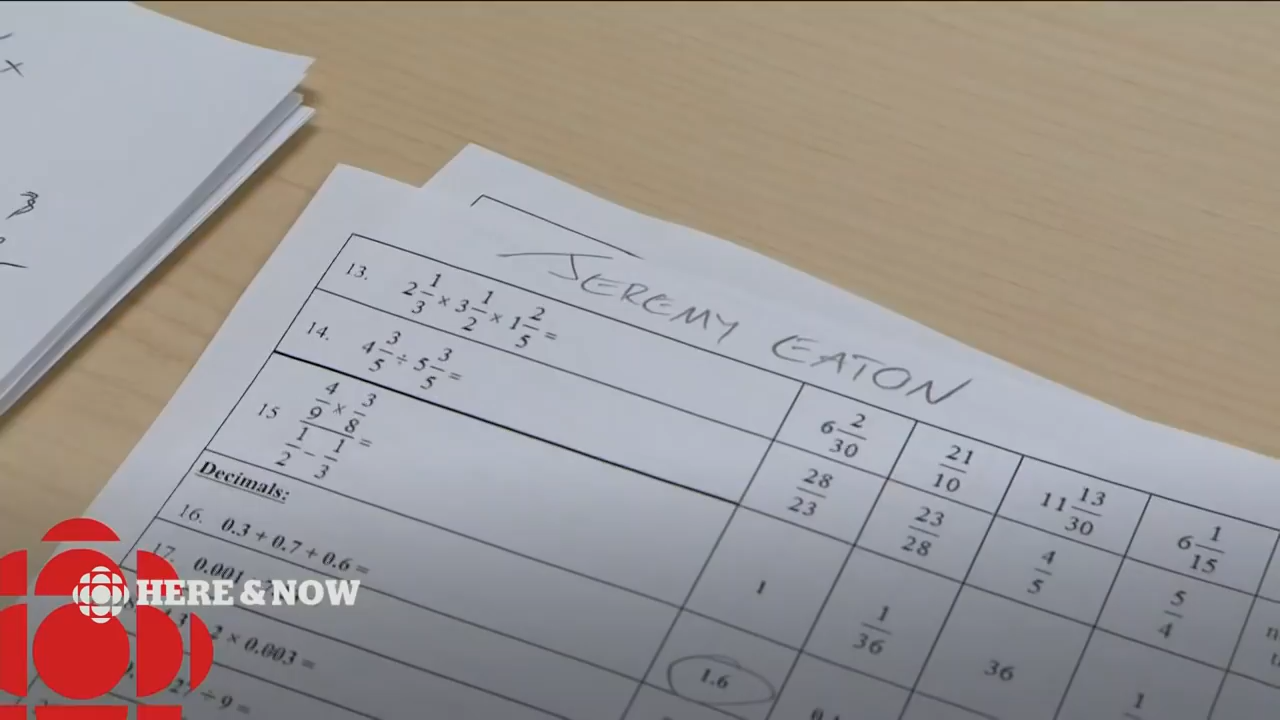 x
3
JEREMY EATON
13. 2 1/3 × 3 1/2 × 1 2/5 =
6 2/30
21/10
11 13/30
6 1/15
14. 4 3/5 ÷ 5 3/5 =
28/23
23/28
4/5
5/4
15 (4/9 × 3/8) / (1/2 − 1/3) =
1
1/36
36
Decimals:
16. 0.3 + 0.7 + 0.6 =
1.6
17. 0.001
2 × 0.003 =
÷ 9 =
HERE & NOW